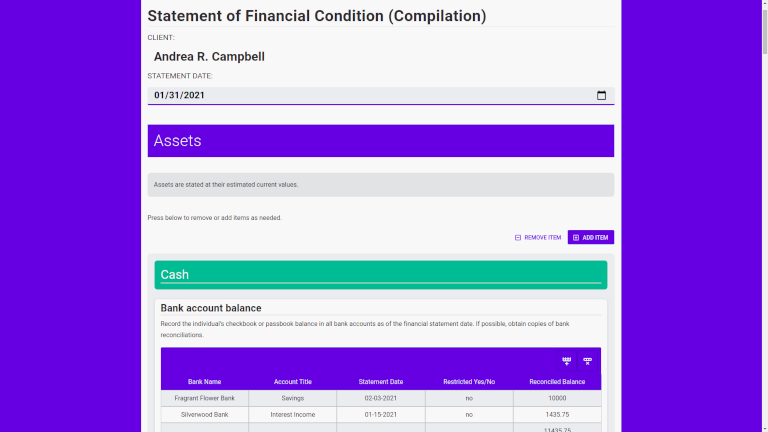 Statement of Financial Condition (Compilation)
CLIENT:
Andrea R. Campbell
STATEMENT DATE:
01/31/2021
Assets
Assets are stated at their estimated current values.
Press below to remove or add items as needed.
REMOVE ITEM ADD ITEM
Cash
Bank account balance
Record the individual's checkbook or passbook balance in all bank accounts as of the financial statement date. If possible, obtain copies of bank
reconciliations.
Bank Name Account Title Statement Date Restricted Yes/No Reconciled Balance
Fragrant Flower Bank Savings 02-03-2021 no 10000
Silverwood Bank Interest Income 01-15-2021 no 1435.75
11435.75